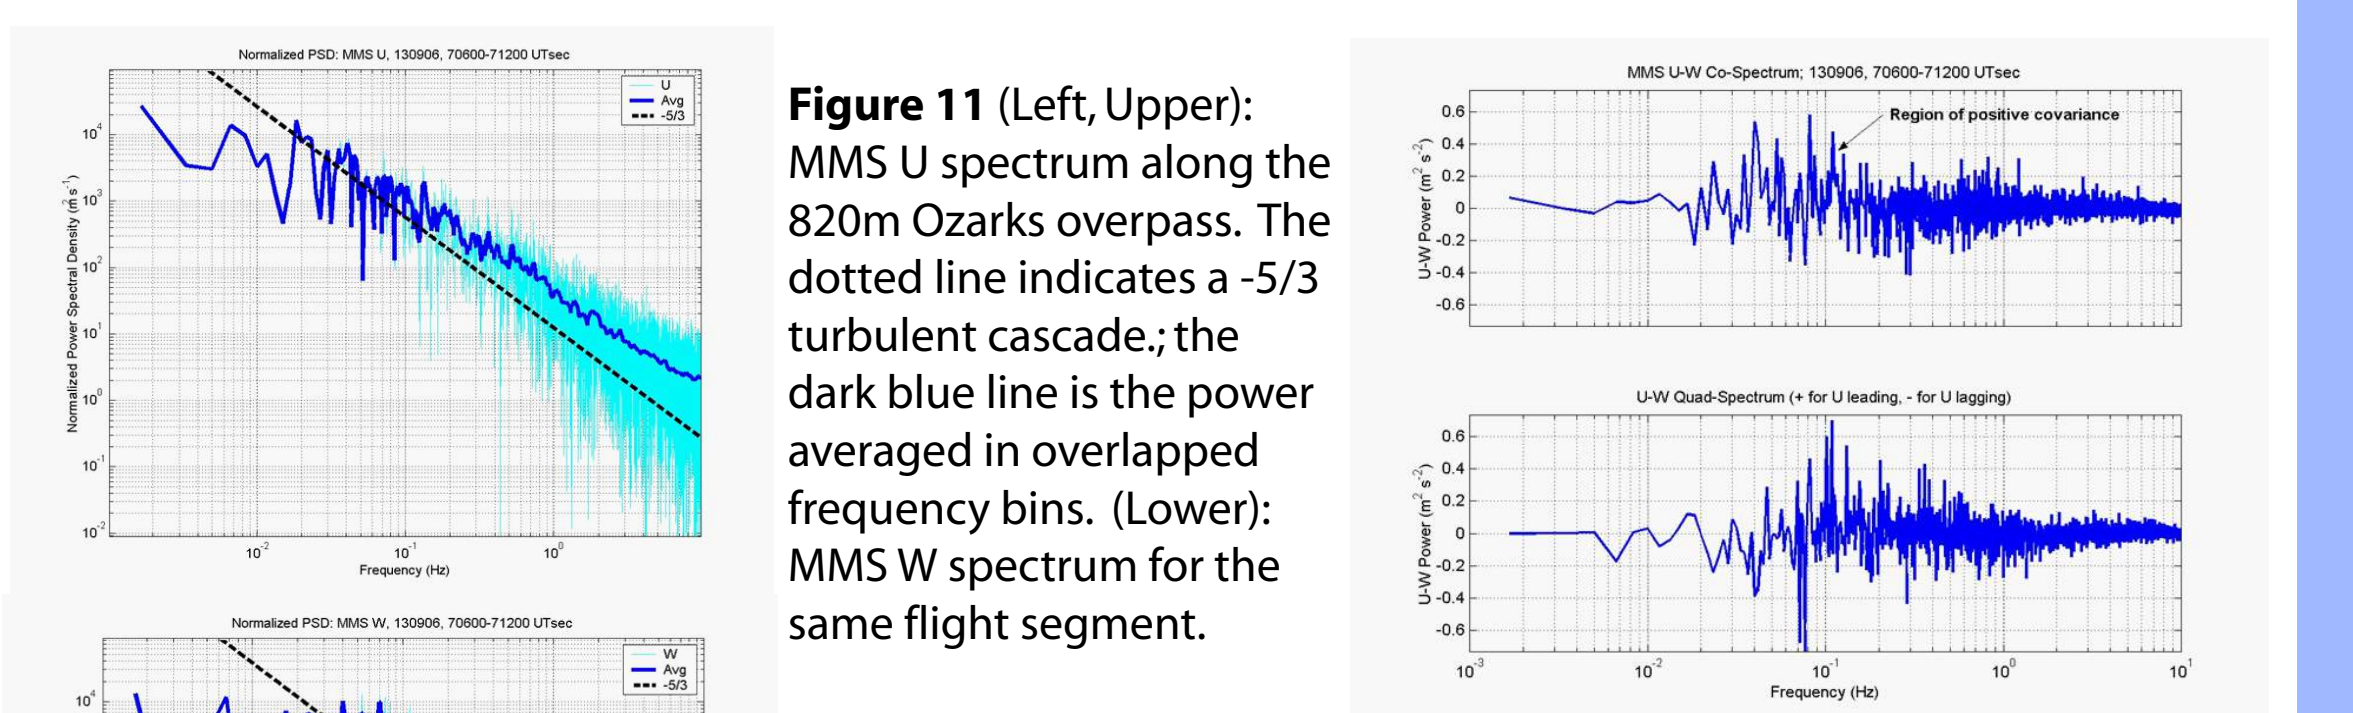 Normalized PSD: MMS U, 130906, 70600-71200 UTsec
U
Avg
-5/3
10^4
10^3
10^2
10^1
10^0
10^-1
10^-2
Normalized Power Spectral Density (m² s^-1)
10^-2 10^-1 10^0
Frequency (Hz)
Normalized PSD: MMS W, 130906, 70600-71200 UTsec
W
Avg
-5/3
10^4
Figure 11 (Left, Upper):
MMS U spectrum along the
820m Ozarks overpass. The
dotted line indicates a -5/3
turbulent cascade.; the
dark blue line is the power
averaged in overlapped
frequency bins. (Lower):
MMS W spectrum for the
same flight segment.
MMS U-W Co-Spectrum; 130906, 70600-71200 UTsec
Region of positive covariance
0.6
0.4
0.2
0
-0.2
-0.4
-0.6
U-W Power (m² s^-2)
U-W Quad-Spectrum (+ for U leading, - for U lagging)
0.6
0.4
0.2
0
-0.2
-0.4
-0.6
U-W Power (m² s^-2)
10^-3 10^-2 10^-1 10^0 10^1
Frequency (Hz)